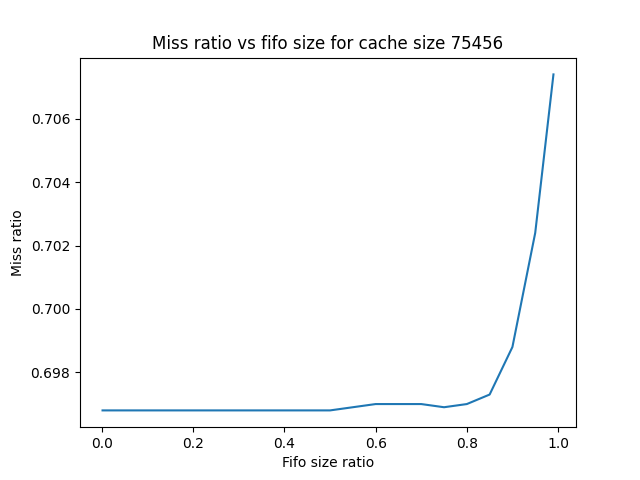 Miss ratio vs fifo size for cache size 75456
0.706
0.704
0.702
0.700
0.698
Miss ratio
0.0 0.2 0.4 0.6 0.8 1.0
Fifo size ratio